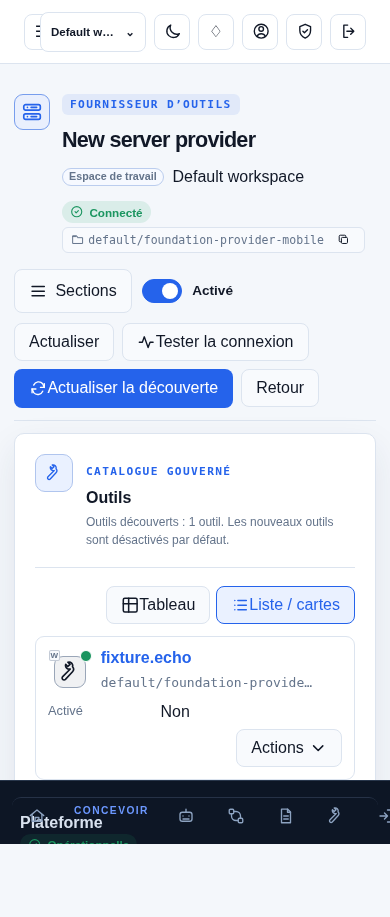 Default w…
FOURNISSEUR D’OUTILS
New server provider
Espace de travail Default workspace
Connecté
default/foundation-provider-mobile
Sections
Activé
Actualiser
Tester la connexion
Actualiser la découverte
Retour
CATALOGUE GOUVERNÉ
Outils
Outils découverts : 1 outil. Les nouveaux outils
sont désactivés par défaut.
Tableau
Liste / cartes
W
fixture.echo
default/foundation-provide…
Activé Non
Actions
CONCEVOIR
Plateforme
Opérationnelle